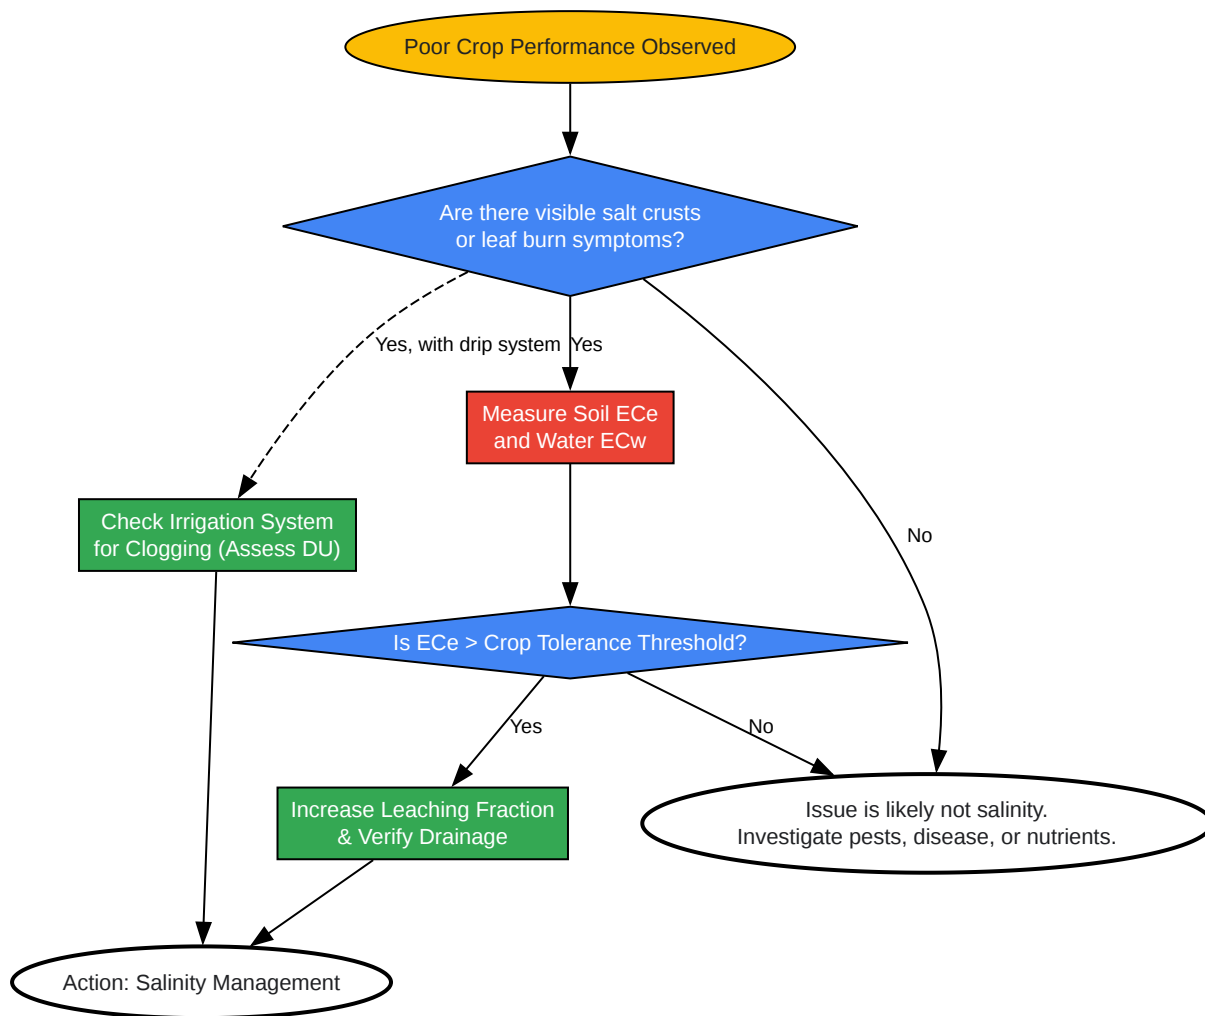 Poor Crop Performance Observed
Are there visible salt crusts
or leaf burn symptoms?
Yes, with drip system
Yes
Measure Soil ECe
and Water ECw
Check Irrigation System
for Clogging (Assess DU)
No
Is ECe > Crop Tolerance Threshold?
Yes
No
Increase Leaching Fraction
& Verify Drainage
Issue is likely not salinity.
Investigate pests, disease, or nutrients.
Action: Salinity Management